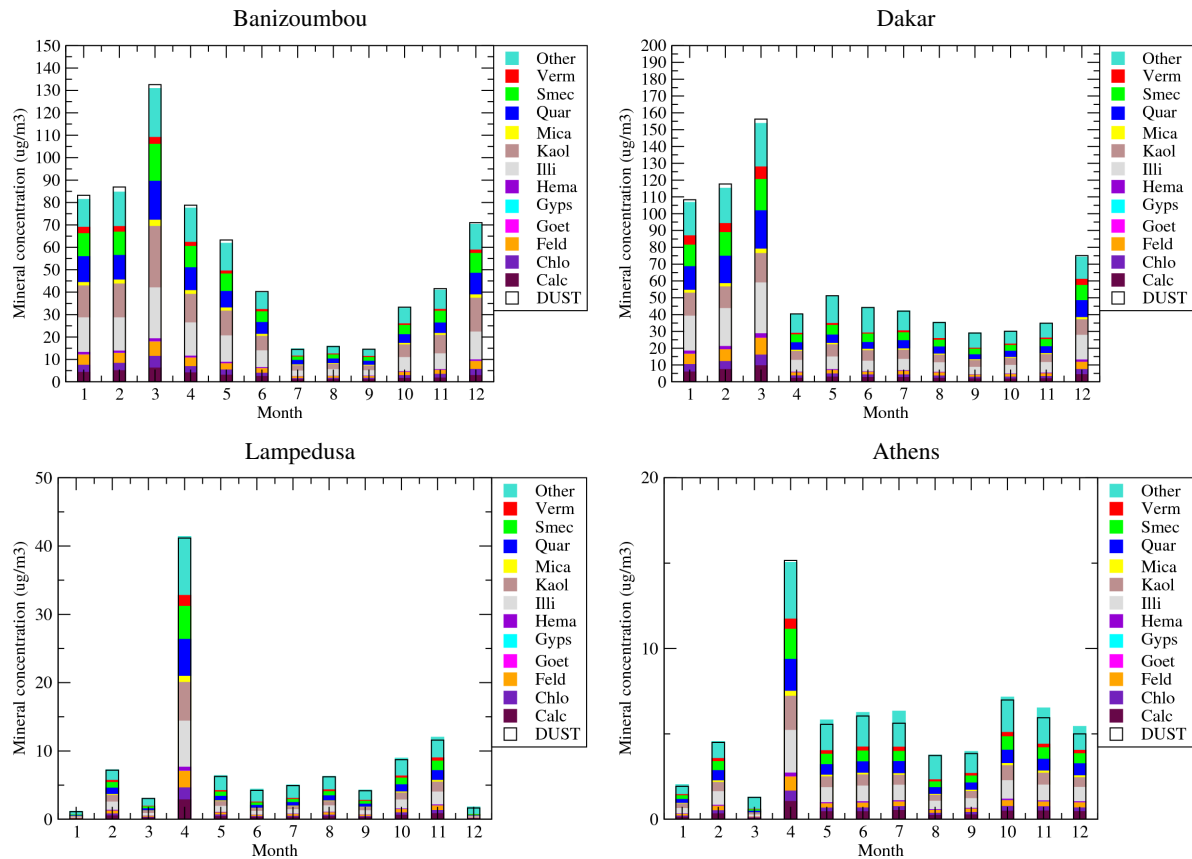 Banizoumbou
Mineral concentration (ug/m3)
150
140
130
120
110
100
90
80
70
60
50
40
30
20
10
0
1 2 3 4 5 6 7 8 9 10 11 12
Month
Other
Verm
Smec
Quar
Mica
Kaol
Illi
Hema
Gyps
Goet
Feld
Chlo
Calc
DUST
Dakar
Mineral concentration (ug/m3)
200
190
180
170
160
150
140
130
120
110
100
90
80
70
60
50
40
30
20
10
0
1 2 3 4 5 6 7 8 9 10 11 12
Month
Other
Verm
Smec
Quar
Mica
Kaol
Illi
Hema
Gyps
Goet
Feld
Chlo
Calc
DUST
Lampedusa
Mineral concentration (ug/m3)
50
40
30
20
10
0
1 2 3 4 5 6 7 8 9 10 11 12
Month
Other
Verm
Smec
Quar
Mica
Kaol
Illi
Hema
Gyps
Goet
Feld
Chlo
Calc
DUST
Athens
Mineral concentration (ug/m3)
20
10
0
1 2 3 4 5 6 7 8 9 10 11 12
Month
Other
Verm
Smec
Quar
Mica
Kaol
Illi
Hema
Gyps
Goet
Feld
Chlo
Calc
DUST